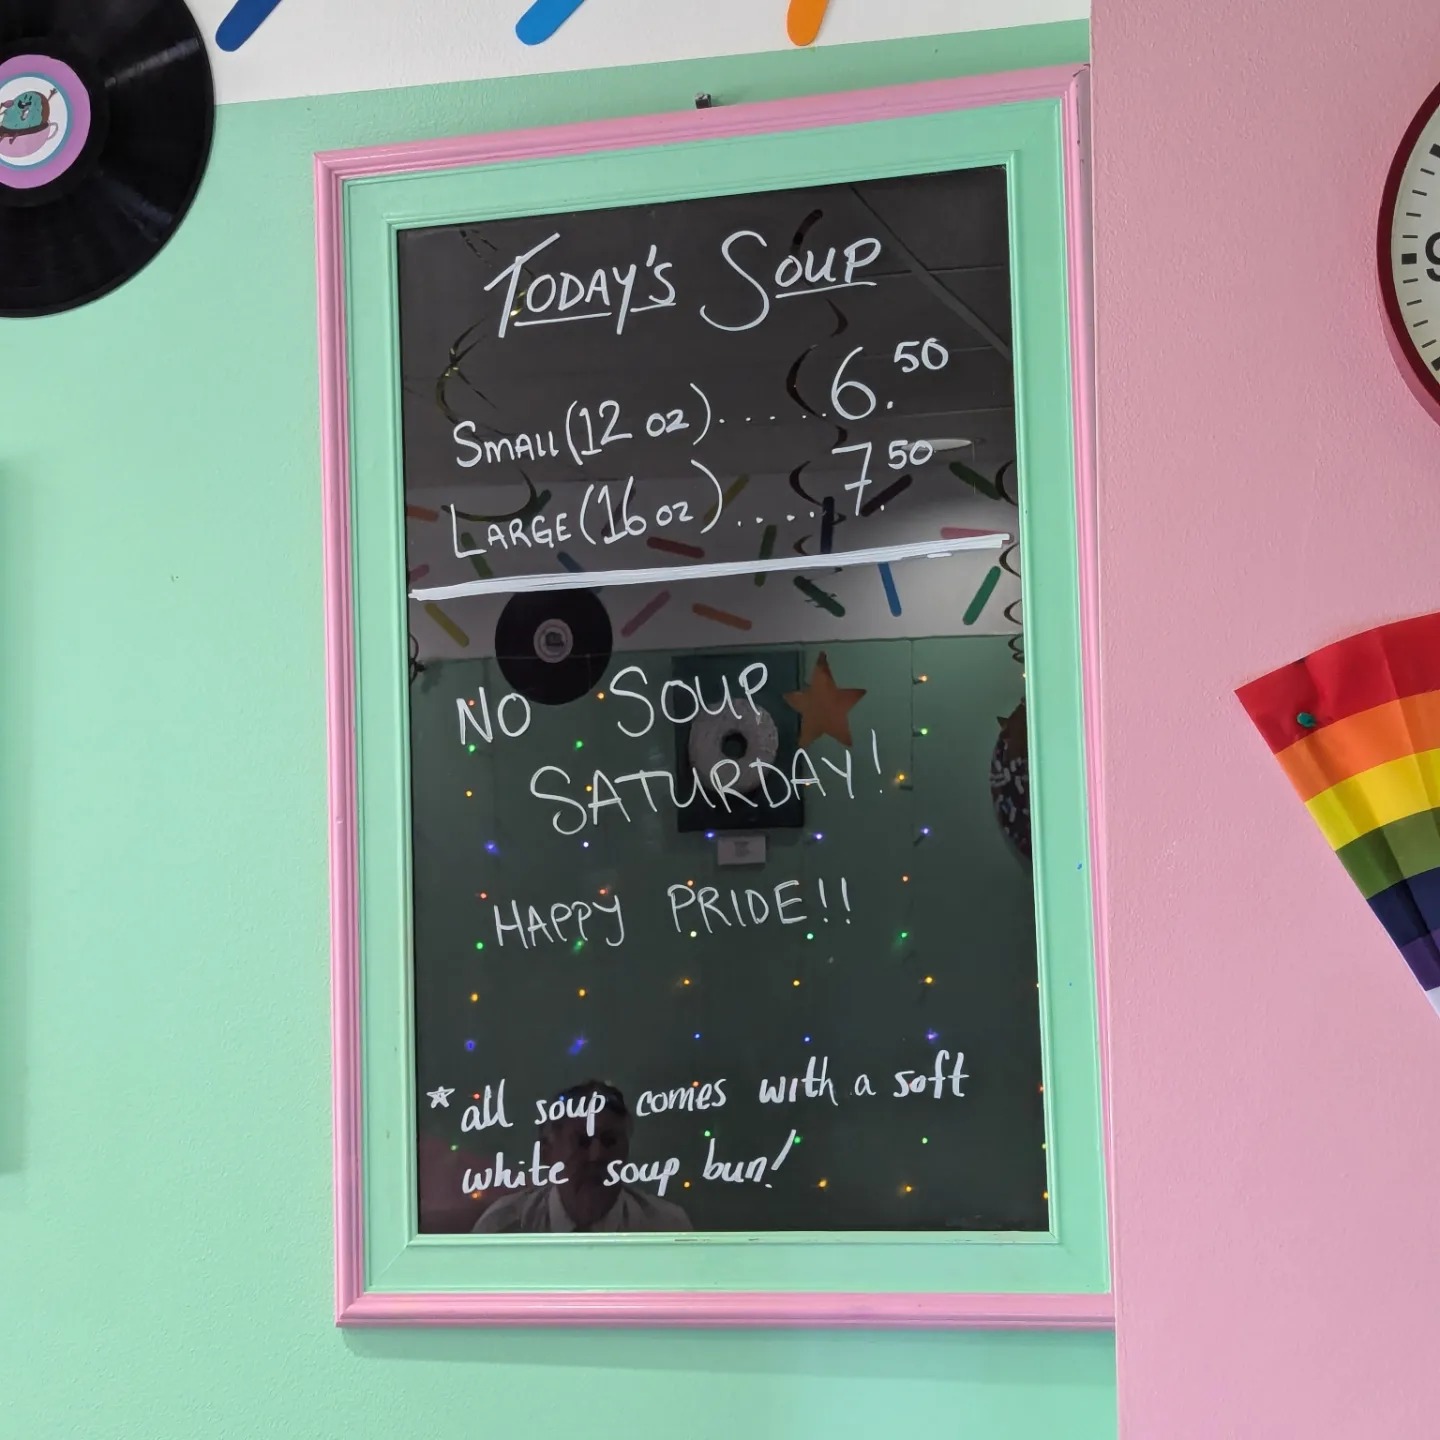 TODAY'S SOUP
SMALL (12 oz)....... 6.50
LARGE (16 oz)...... 7.50
NO SOUP
SATURDAY!
HAPPY PRIDE!!
*all soup comes with a soft
white soup bun!
9